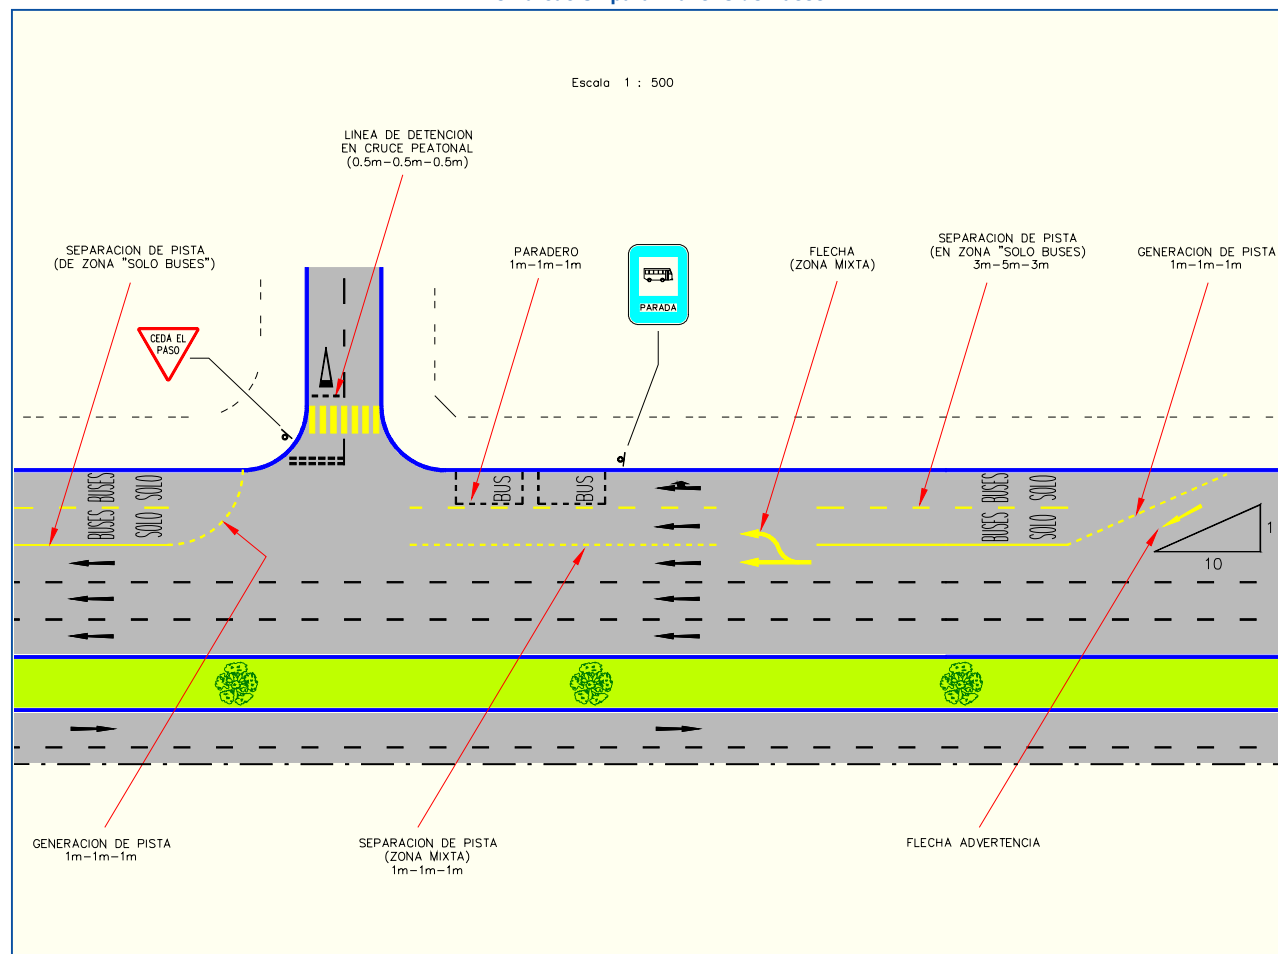 Escala 1 : 500
LINEA DE DETENCION
EN CRUCE PEATONAL
(0.5m-0.5m-0.5m)
SEPARACION DE PISTA
(DE ZONA "SOLO BUSES")
PARADERO
1m-1m-1m
PARADA
FLECHA
(ZONA MIXTA)
SEPARACION DE PISTA
(EN ZONA "SOLO BUSES)
3m-5m-3m
GENERACION DE PISTA
1m-1m-1m
CEDA EL
PASO
BUSES BUSES
SOLO SOLO
BUS
BUS
BUSES BUSES
SOLO SOLO
1
10
GENERACION DE PISTA
1m-1m-1m
SEPARACION DE PISTA
(ZONA MIXTA)
1m-1m-1m
FLECHA ADVERTENCIA